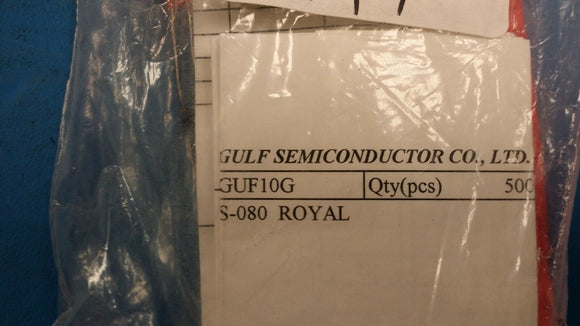 GULF SEMICONDUCTOR CO., LTD.
GUF10G Qty(pcs) 500
S-080 ROYAL